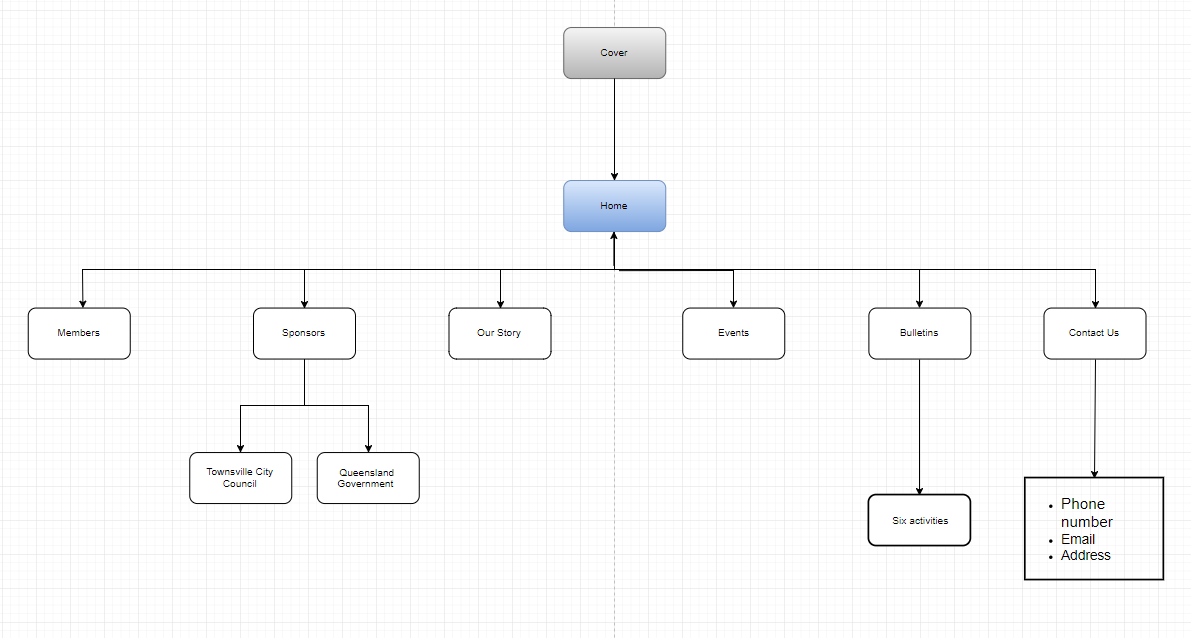 Cover
Home
Members
Sponsors
Our Story
Events
Bulletins
Contact Us
Townsville City
Council
Queensland
Government
Six activities
• Phone
number
• Email
• Address